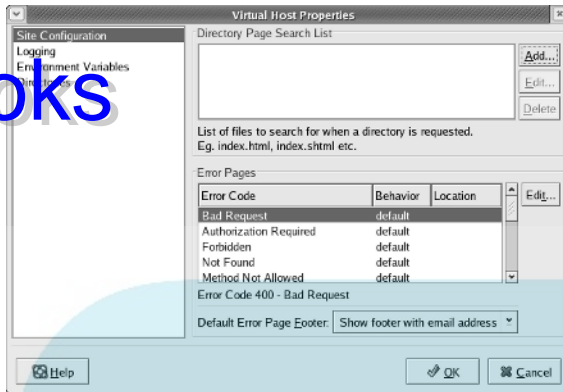 Virtual Host Properties
Site Configuration
Logging
Environment Variables
Directories
oks
Directory Page Search List
Add...
Edit...
Delete
List of files to search for when a directory is requested.
Eg. index.html, index.shtml etc.
Error Pages
Error Code Behavior Location
Edit...
Bad Request default
Authorization Required default
Forbidden default
Not Found default
Method Not Allowed default
Error Code 400 - Bad Request
Default Error Page Footer: Show footer with email address
Help
OK
Cancel